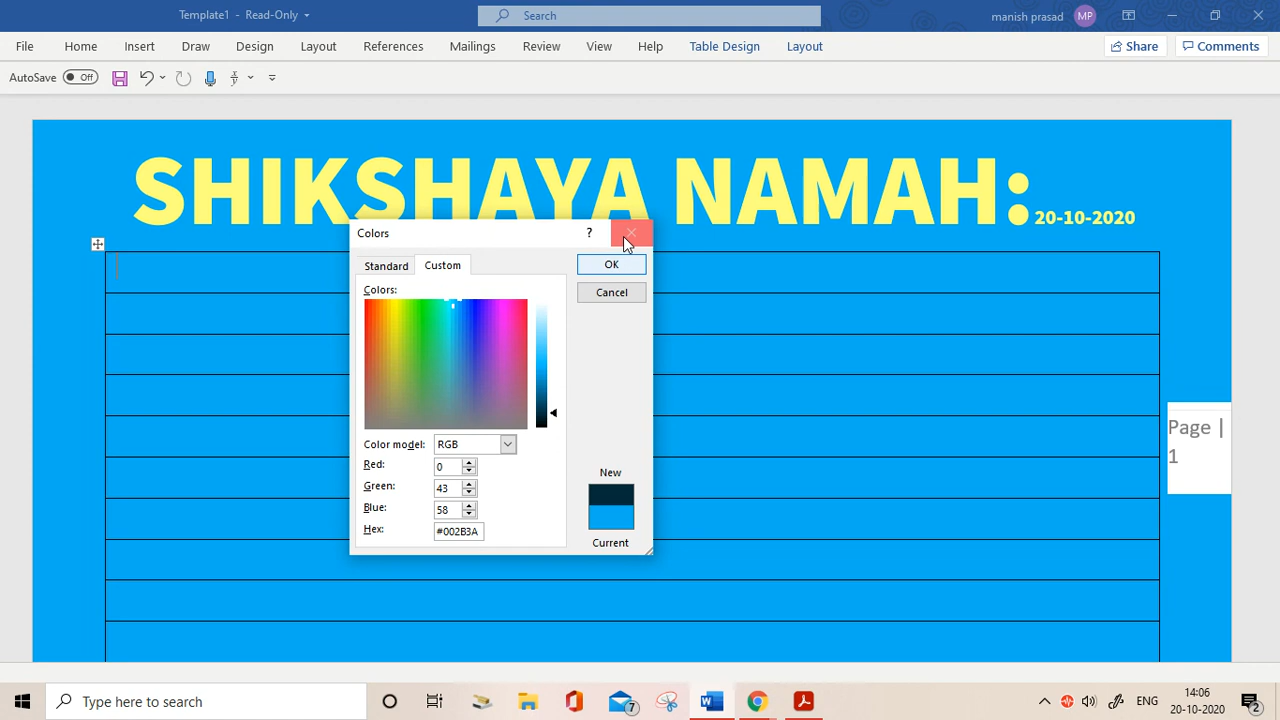 Template1 - Read-Only
Search
manish prasad MP
File Home Insert Draw Design Layout References Mailings Review View Help Table Design Layout Share Comments
AutoSave Off
SHIKSHAYA NAMAH: 20-10-2020
Colors ?
Standard Custom OK
Colors: Cancel
Page |
1
Color model: RGB
Red: 0
Green: 43
Blue: 58
Hex: #002B3A
New
Current
Type here to search
7
ENG
14:06
20-10-2020
2